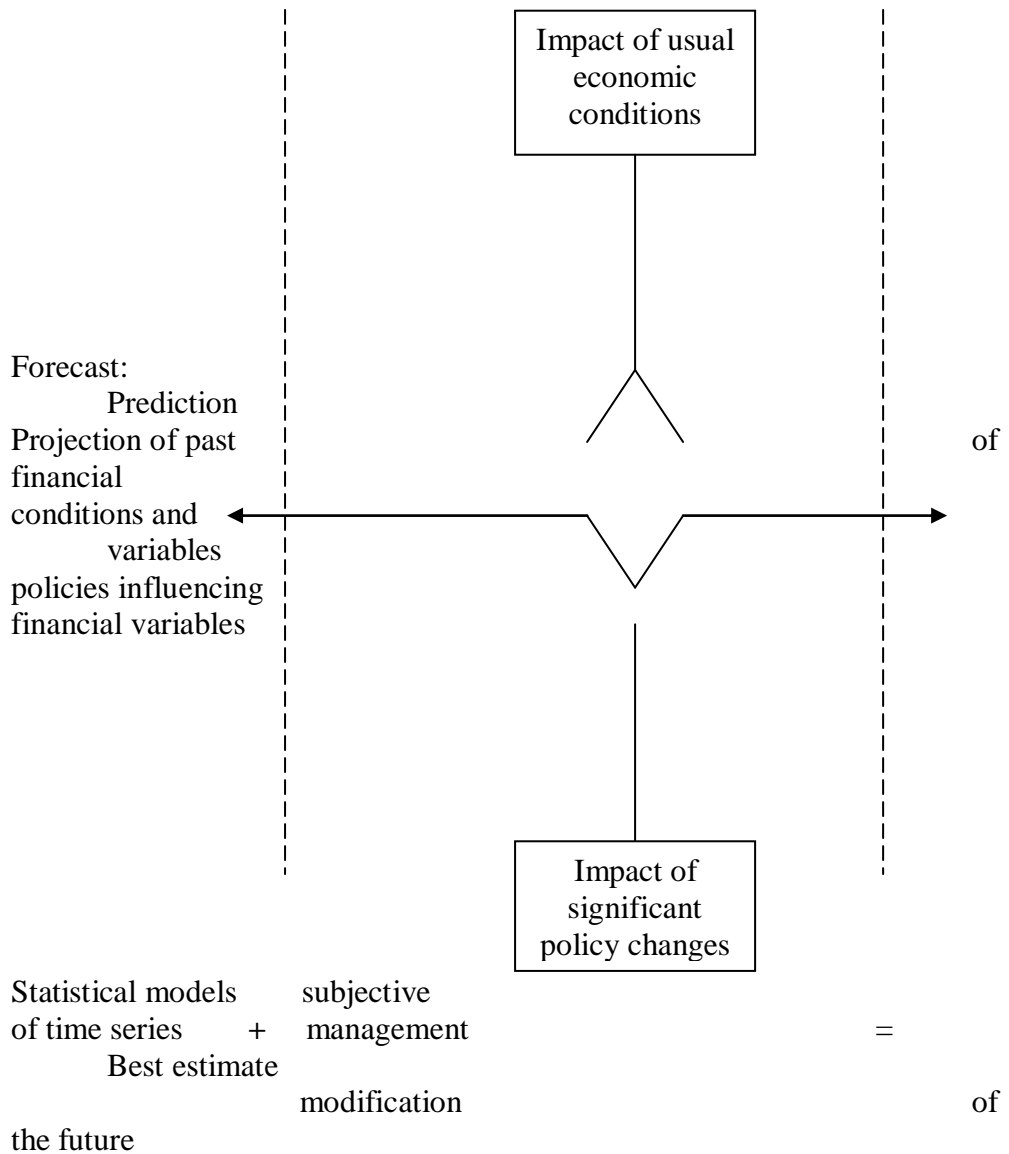 Impact of usual
economic
conditions
Forecast:
Prediction
Projection of past of
financial
conditions and
variables
policies influencing
financial variables
Impact of
significant
policy changes
Statistical models subjective
of time series + management =
Best estimate
modification of
the future